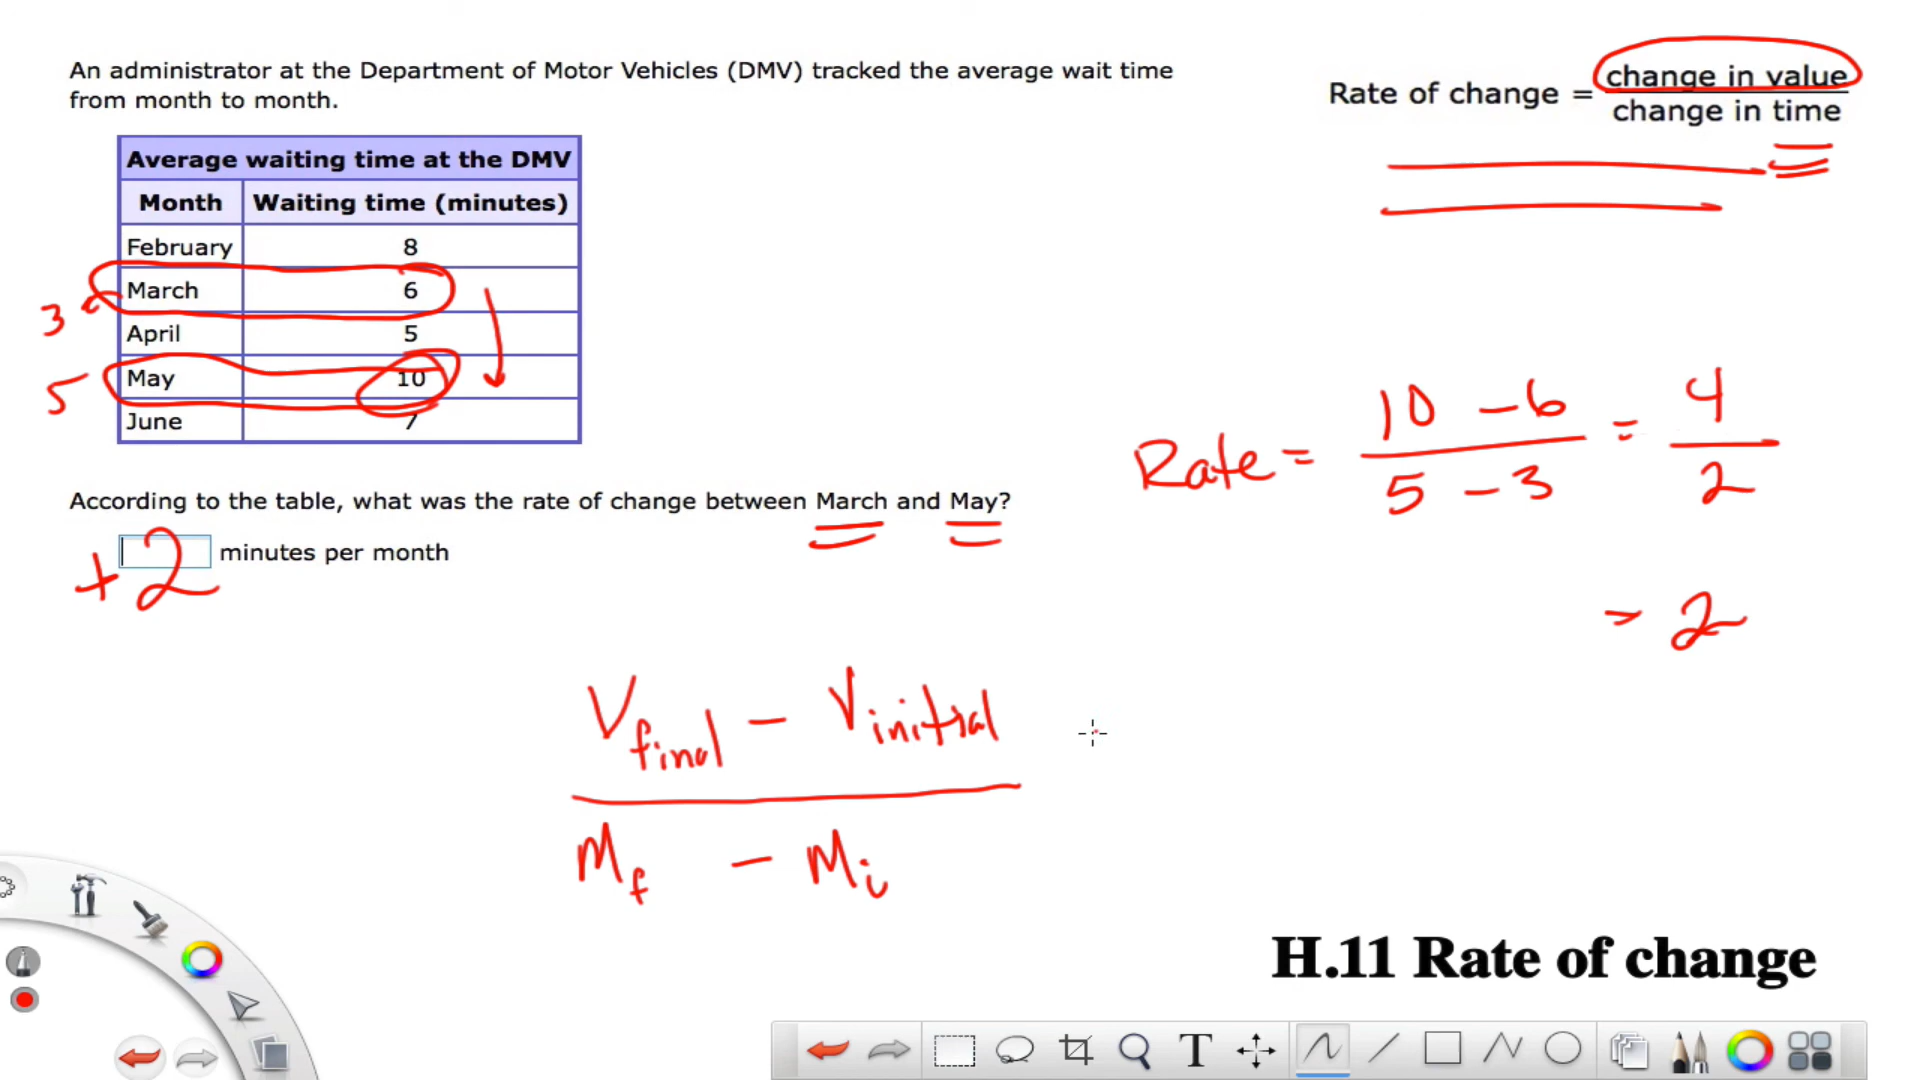 An administrator at the Department of Motor Vehicles (DMV) tracked the average wait time
from month to month.
Rate of change = change in value
change in time
Average waiting time at the DMV
Month Waiting time (minutes)
February 8
3 March 6
April 5
5 May 10
June 7
Rate = 10 - 6 = 4
5 - 3 2
= 2
According to the table, what was the rate of change between March and May?
+2 minutes per month
Vfinal - Vinitial
Mf - Mi
H.11 Rate of change
T